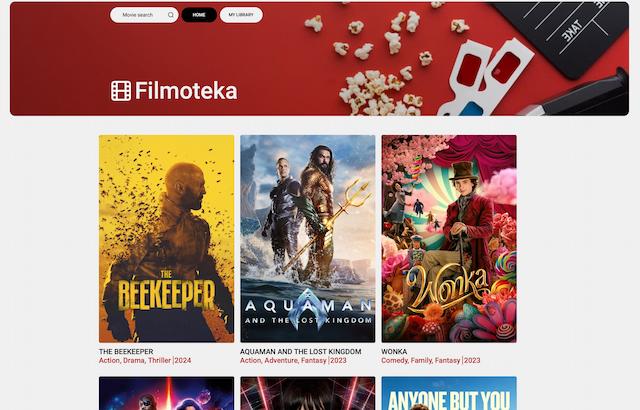 Movie search
HOME
MY LIBRARY
TAKE
Filmoteka
THE
BEEKEEPER
AQUAMAN
AND THE LOST KINGDOM
Wonka
THE BEEKEEPER
Action, Drama, Thriller | 2024
AQUAMAN AND THE LOST KINGDOM
Action, Adventure, Fantasy | 2023
WONKA
Comedy, Family, Fantasy | 2023
ANYONE BUT YOU